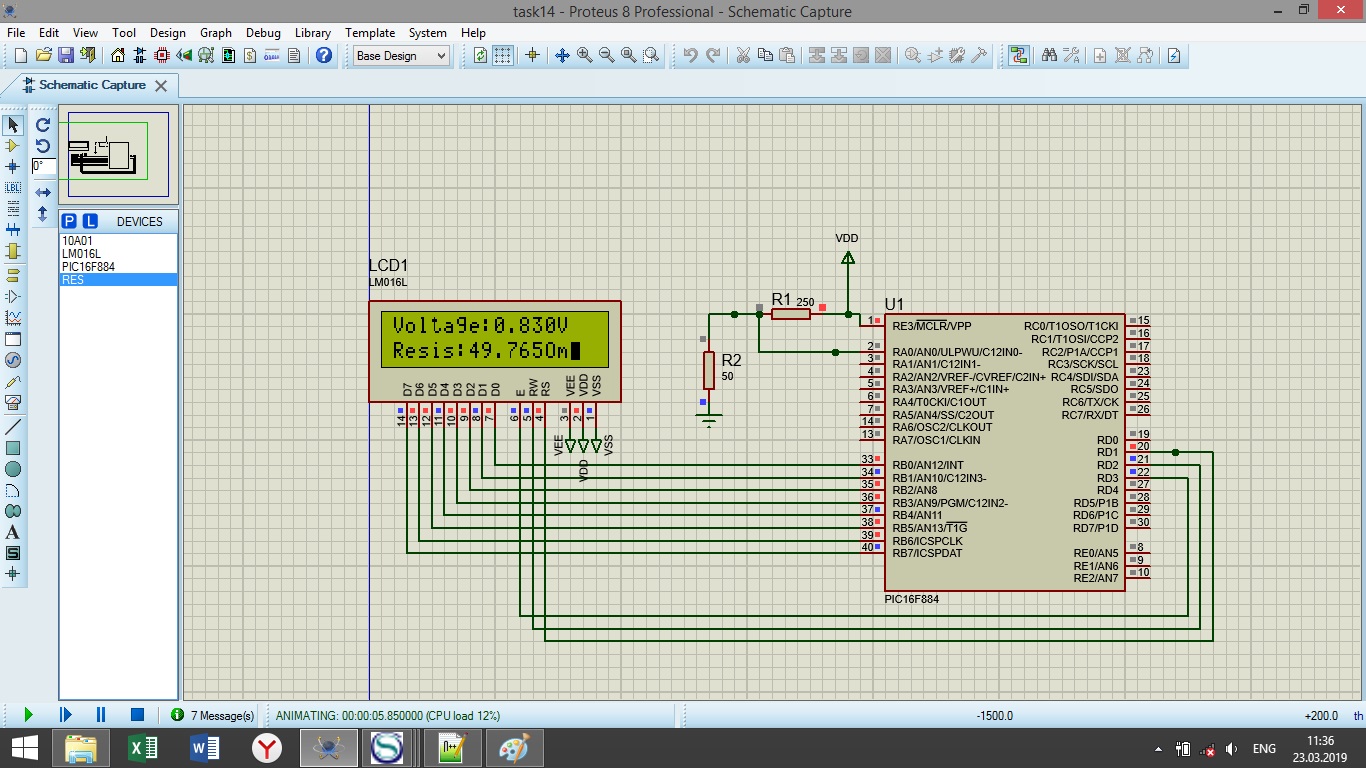 task14 - Proteus 8 Professional - Schematic Capture
File Edit View Tool Design Graph Debug Library Template System Help
Base Design
Schematic Capture
0°
LBL
P L DEVICES
10A01
LM016L
PIC16F884
RES
LCD1
LM016L
Voltage:0.830V
Resis:49.765Om
D7 D6 D5 D4 D3 D2 D1 D0 E RW RS VEE VDD VSS
14 13 12 11 10 9 8 7 6 5 4 3 2 1
VEE VDD VSS
VDD
R1 250
R2
50
U1
1 RE3/MCLR/VPP
2 RA0/AN0/ULPWU/C12IN0-
3 RA1/AN1/C12IN1-
4 RA2/AN2/VREF-/CVREF/C2IN+
5 RA3/AN3/VREF+/C1IN+
6 RA4/T0CKI/C1OUT
7 RA5/AN4/SS/C2OUT
14 RA6/OSC2/CLKOUT
13 RA7/OSC1/CLKIN
33 RB0/AN12/INT
34 RB1/AN10/C12IN3-
35 RB2/AN8
36 RB3/AN9/PGM/C12IN2-
37 RB4/AN11
38 RB5/AN13/T1G
39 RB6/ICSPCLK
40 RB7/ICSPDAT
RC0/T1OSO/T1CKI 15
RC1/T1OSI/CCP2 16
RC2/P1A/CCP1 17
RC3/SCK/SCL 18
RC4/SDI/SDA 23
RC5/SDO 24
RC6/TX/CK 25
RC7/RX/DT 26
RD0 19
RD1 20
RD2 21
RD3 22
RD4 27
RD5/P1B 28
RD6/P1C 29
RD7/P1D 30
RE0/AN5 8
RE1/AN6 9
RE2/AN7 10
PIC16F884
7 Message(s)
ANIMATING: 00:00:05.850000 (CPU load 12%)
-1500.0
+200.0 th
ENG
11:36
23.03.2019